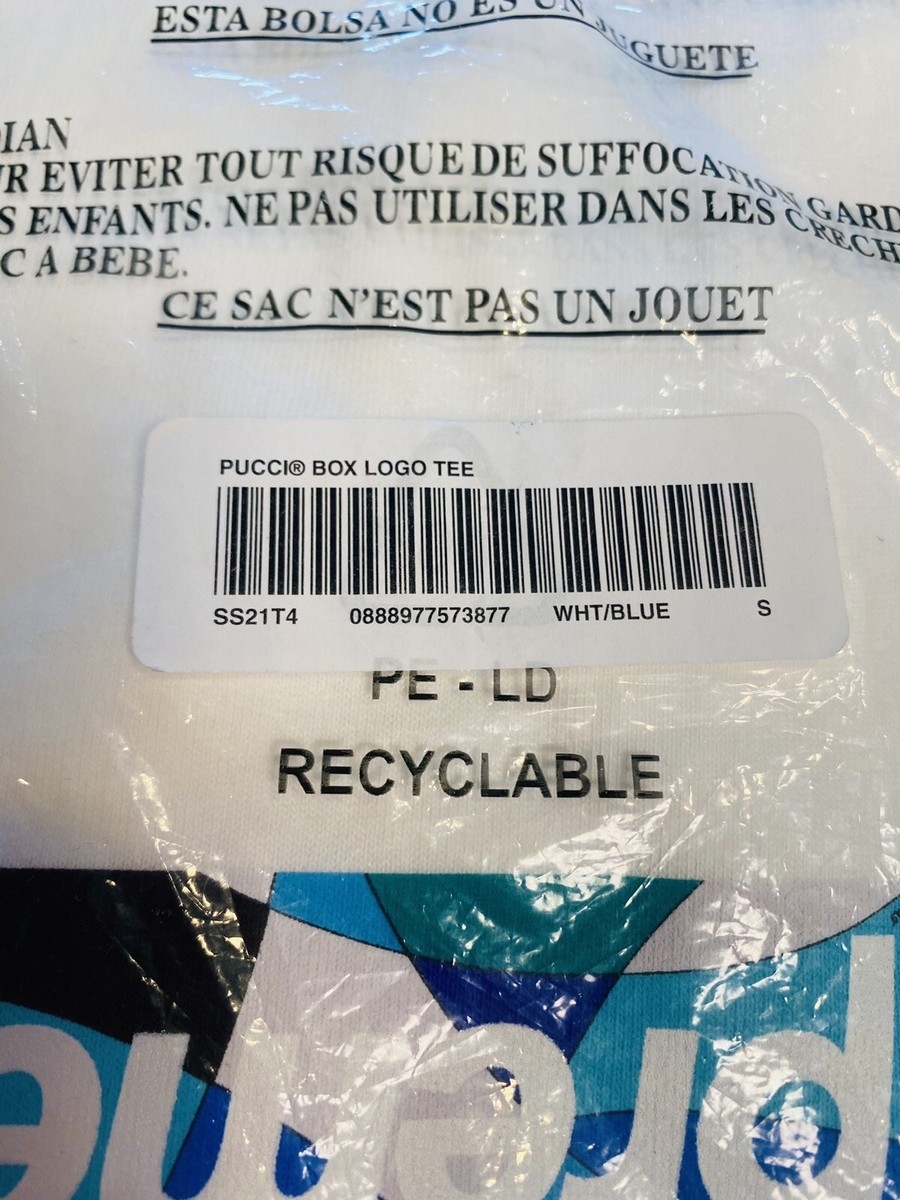 ESTA BOLSA NO ES UN JUGUETE
IAN
R EVITER TOUT RISQUE DE SUFFOCATION GARD
S ENFANTS. NE PAS UTILISER DANS LES CRECH
C A BEBE.
CE SAC N'EST PAS UN JOUET
PUCCI® BOX LOGO TEE
SS21T4 0888977573877 WHT/BLUE S
PE - LD
RECYCLABLE